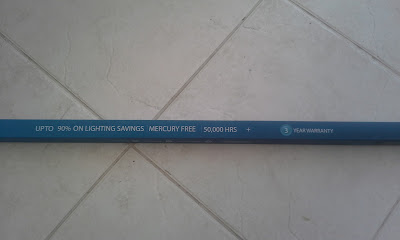 UPTO 90% ON LIGHTING SAVINGS MERCURY FREE 50,000 HRS + 3 YEAR WARRANTY